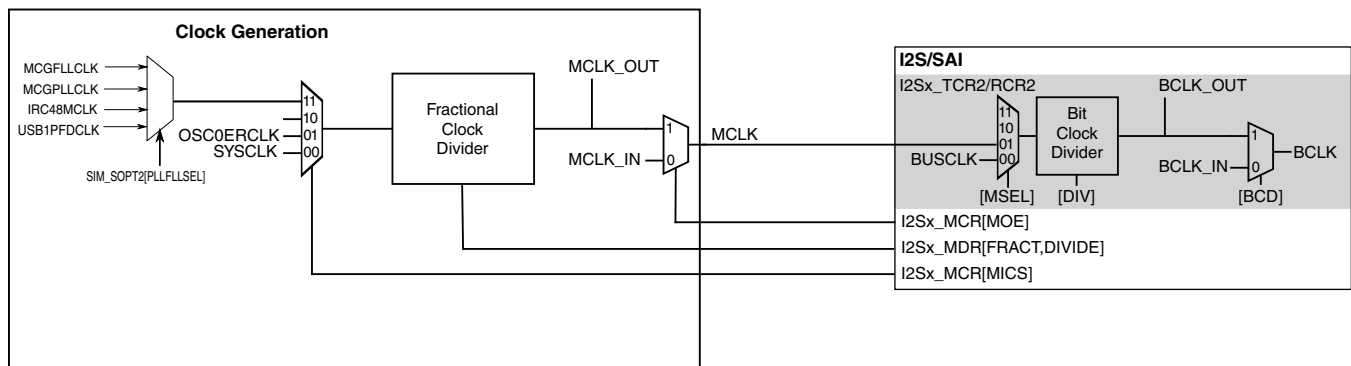 Clock Generation
MCGFLLCLK
MCGPLLCLK
IRC48MCLK
USB1PFDCLK
SIM_SOPT2[PLLFLLSEL]
OSC0ERCLK
SYSCLK
11
10
01
00
Fractional
Clock
Divider
MCLK_OUT
MCLK_IN
1
0
MCLK
I2S/SAI
I2Sx_TCR2/RCR2
BUSCLK
11
10
01
00
[MSEL]
Bit
Clock
Divider
[DIV]
BCLK_OUT
BCLK_IN
1
0
[BCD]
BCLK
I2Sx_MCR[MOE]
I2Sx_MDR[FRACT,DIVIDE]
I2Sx_MCR[MICS]